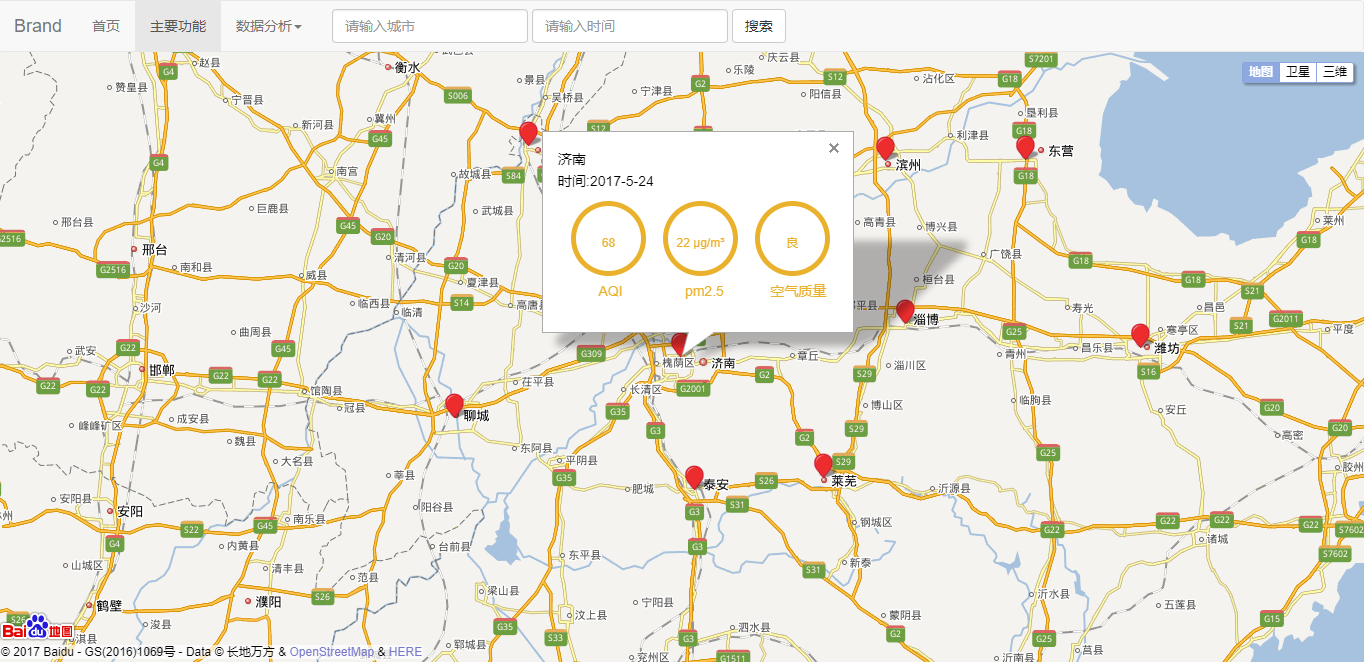 Brand 首页 主要功能 数据分析 请输入城市 请输入时间 搜索
地图 卫星 三维
济南
时间:2017-5-24
68 22 μg/m³ 良
AQI pm2.5 空气质量
赵县 衡水 景县 乐陵 庆云县 S7201
G4 赞皇县 宁晋县 S006 吴桥县 宁津县 G2 S12 阳信县 沾化区 G18
新河县 冀州 G45 S12 利津县 G18 垦利县
G4 南宫 故城县 S84 滨州 G18 东营
邢台县 巨鹿县 G45 武城县 高青县 博兴县 莱州
G2516 邢台 G20 G18
G2516 南和县 威县 清河县 G20 夏津县 广饶县 G18
沙河 临西县 临清 S14 高唐 桓台县 寿光 昌邑 S21
曲周县 淄博 G25 寒亭区 S21 G2011 平度
武安 G22 G45 G309 槐荫区 济南 章丘 青州 昌乐县 潍坊
邯郸 G22 G22 G22 G22 茌平县 长清区 G2001 G2 S29 淄川区 S16
馆陶县 冠县 聊城 G35 博山区 临朐县 安丘 G20
成安县 峰峰矿区 魏县 G3 G2 S29 高密 G20
大名县 莘县 东阿县 平阴县 S29 G25 胶州
安阳县 阳谷县 G35 肥城 泰安 S26 莱芜 沂源县
安阳 S22 G45 南乐县 G3 S31 钢城区 G22 G22 G22 G22 S7602
G4 内黄县 台前县 G3 诸城 S7602
山城区 清丰县 范县 东平县 S31 新泰
鹤壁 濮阳 S26 梁山县 宁阳县 沂水县 五莲县
S26 浚县 汶上县 蒙阴县 G15
Bai du 地图 淇县 郓城县 G35 S33 G3 泗水县 G2 G25
兖州区 G1511 沂南县 莒县
© 2017 Baidu - GS(2016)1069号 - Data © 长地万方 & OpenStreetMap & HERE